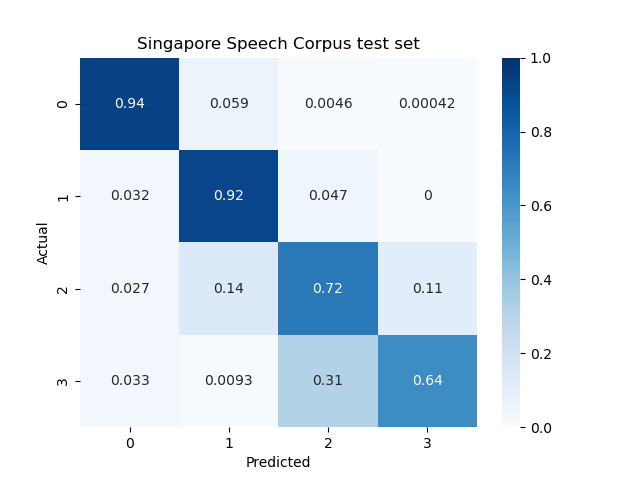 Singapore Speech Corpus test set
Actual
0 0.94 0.059 0.0046 0.00042
1 0.032 0.92 0.047 0
2 0.027 0.14 0.72 0.11
3 0.033 0.0093 0.31 0.64
0 1 2 3
Predicted
1.0
0.8
0.6
0.4
0.2
0.0